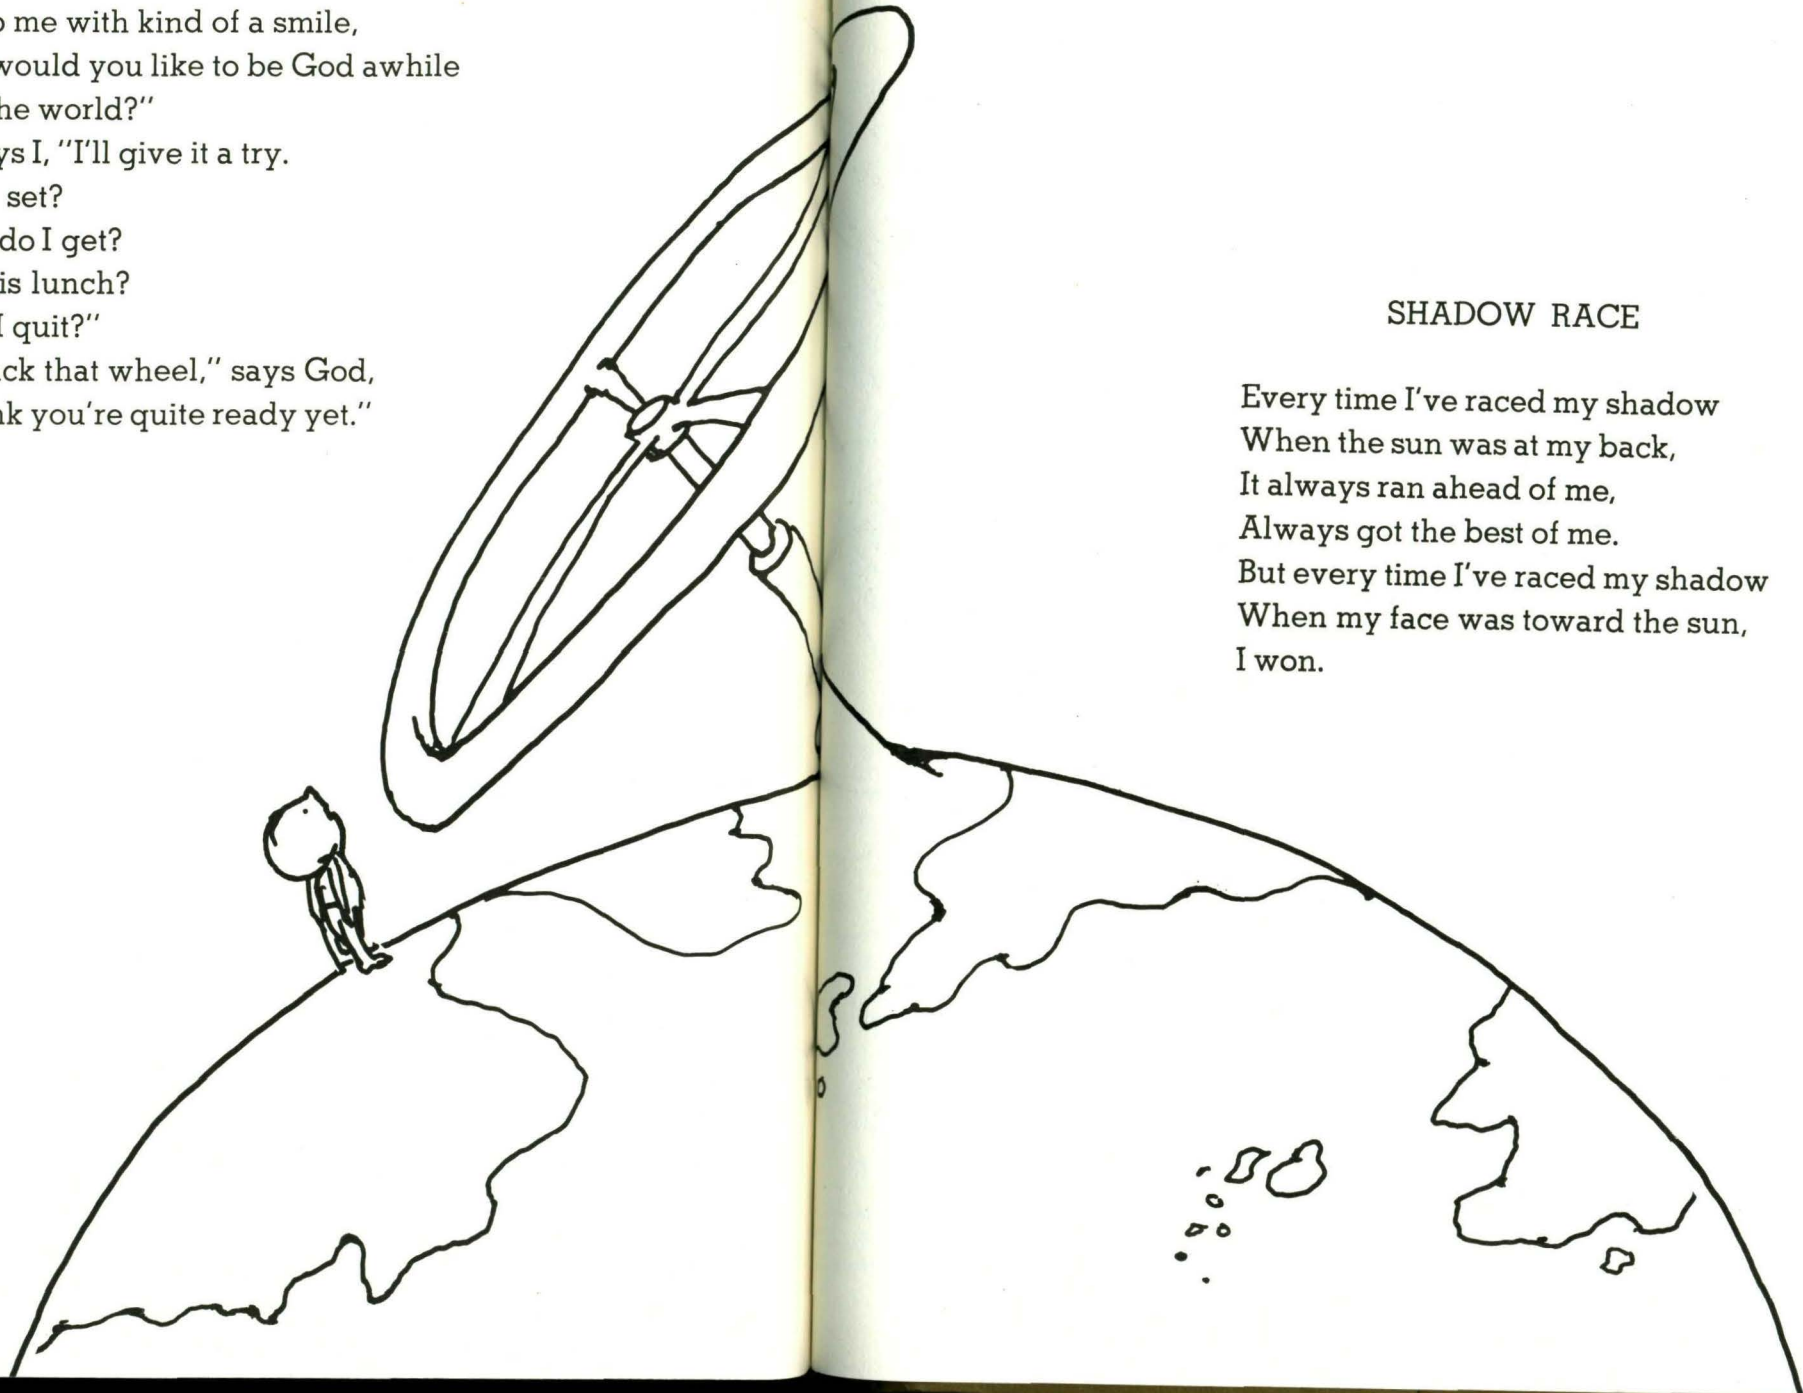 me with kind of a smile,
would you like to be God awhile
the world?"
I, "I'll give it a try.
set?
do I get?
is lunch?
I quit?"
that wheel," says God,
you're quite ready yet."
SHADOW RACE
Every time I've raced my shadow
When the sun was at my back,
It always ran ahead of me,
Always got the best of me.
But every time I've raced my shadow
When my face was toward the sun,
I won.